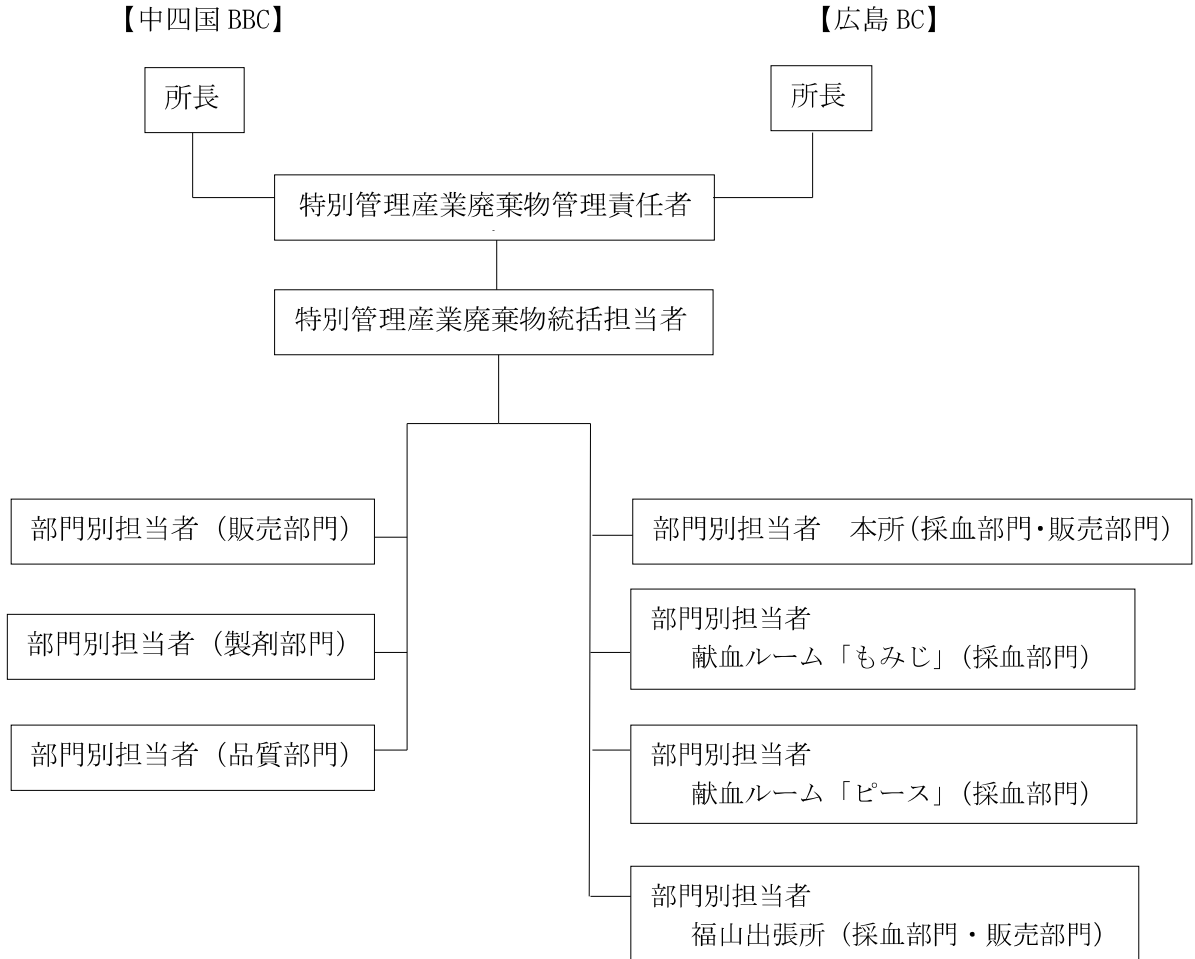 【中四国 BBC】
【広島 BC】
所長
所長
特別管理産業廃棄物管理責任者
特別管理産業廃棄物統括担当者
部門別担当者（販売部門）
部門別担当者　本所(採血部門・販売部門）
部門別担当者（製剤部門）
部門別担当者
献血ルーム「もみじ」（採血部門）
部門別担当者（品質部門）
部門別担当者
献血ルーム「ピース」（採血部門）
部門別担当者
福山出張所（採血部門・販売部門）